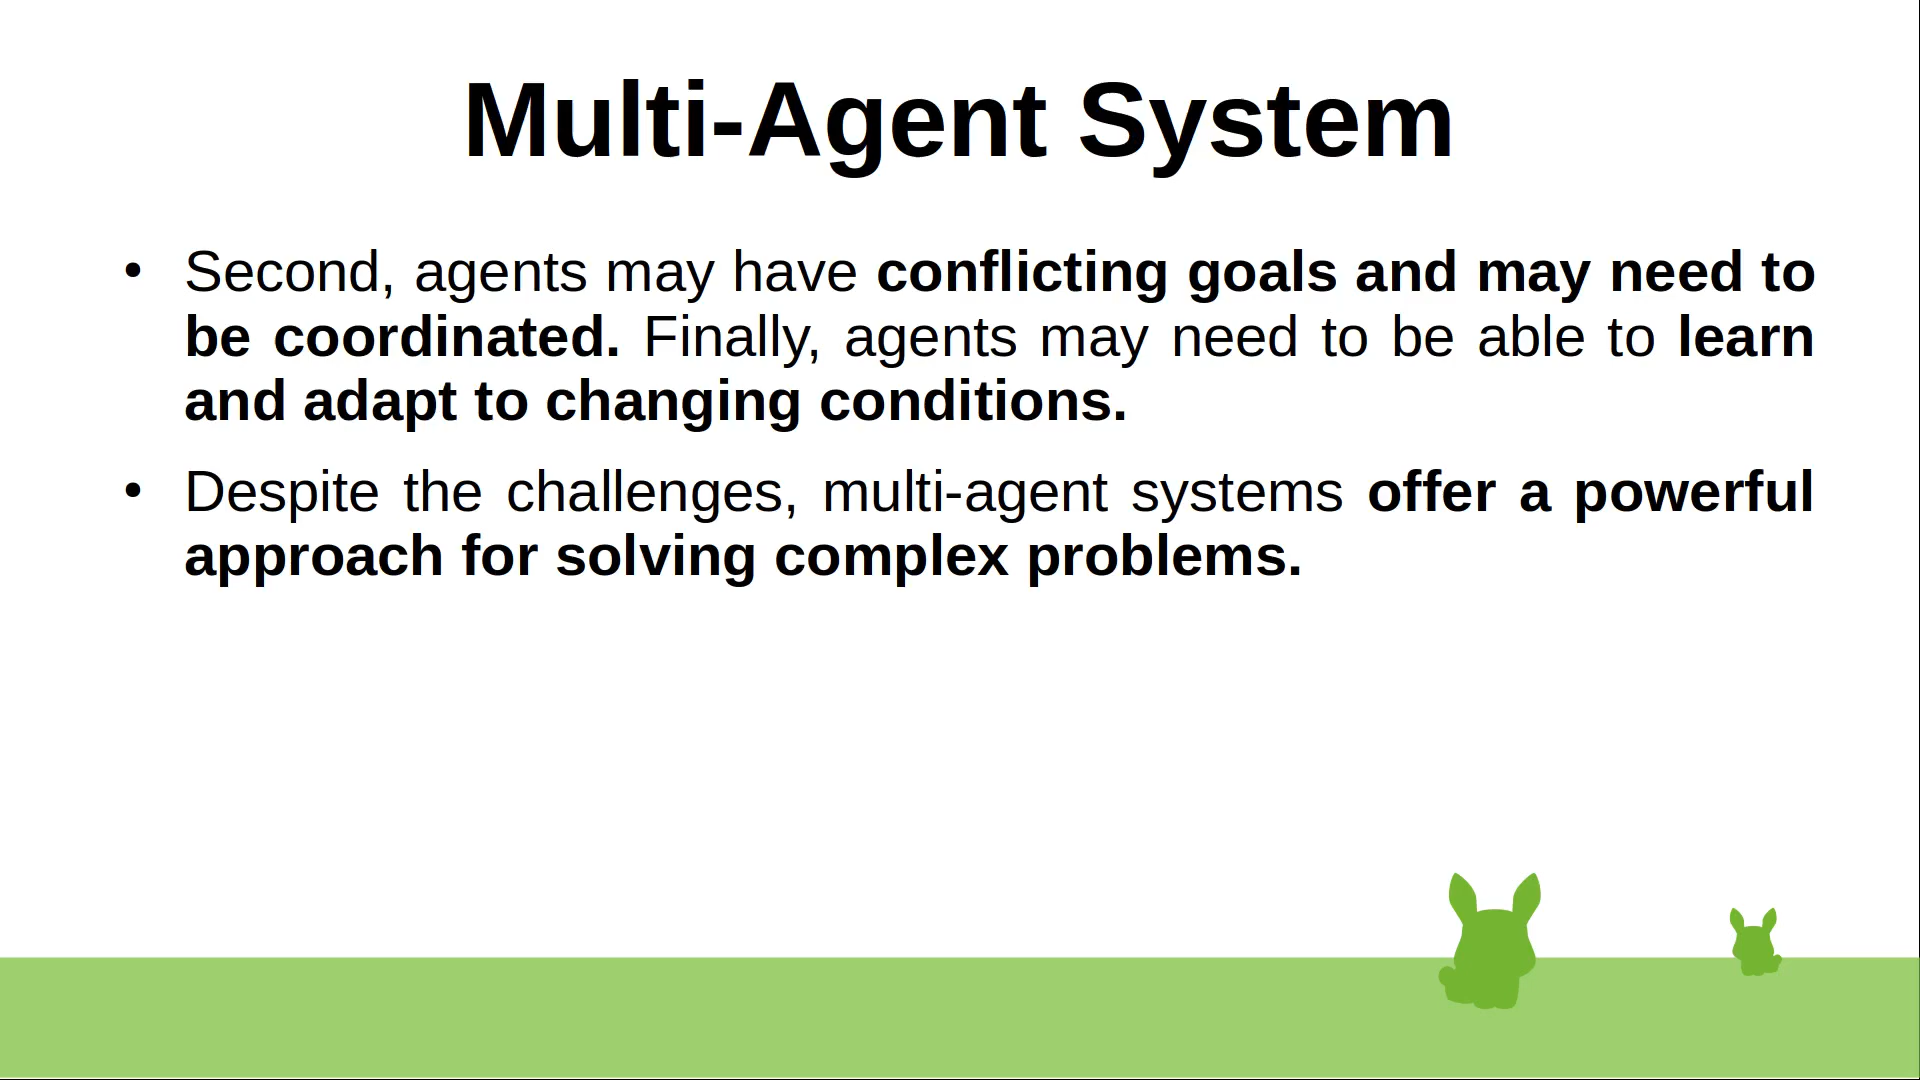 Multi-Agent System
• Second, agents may have conflicting goals and may need to
be coordinated. Finally, agents may need to be able to learn
and adapt to changing conditions.
• Despite the challenges, multi-agent systems offer a powerful
approach for solving complex problems.